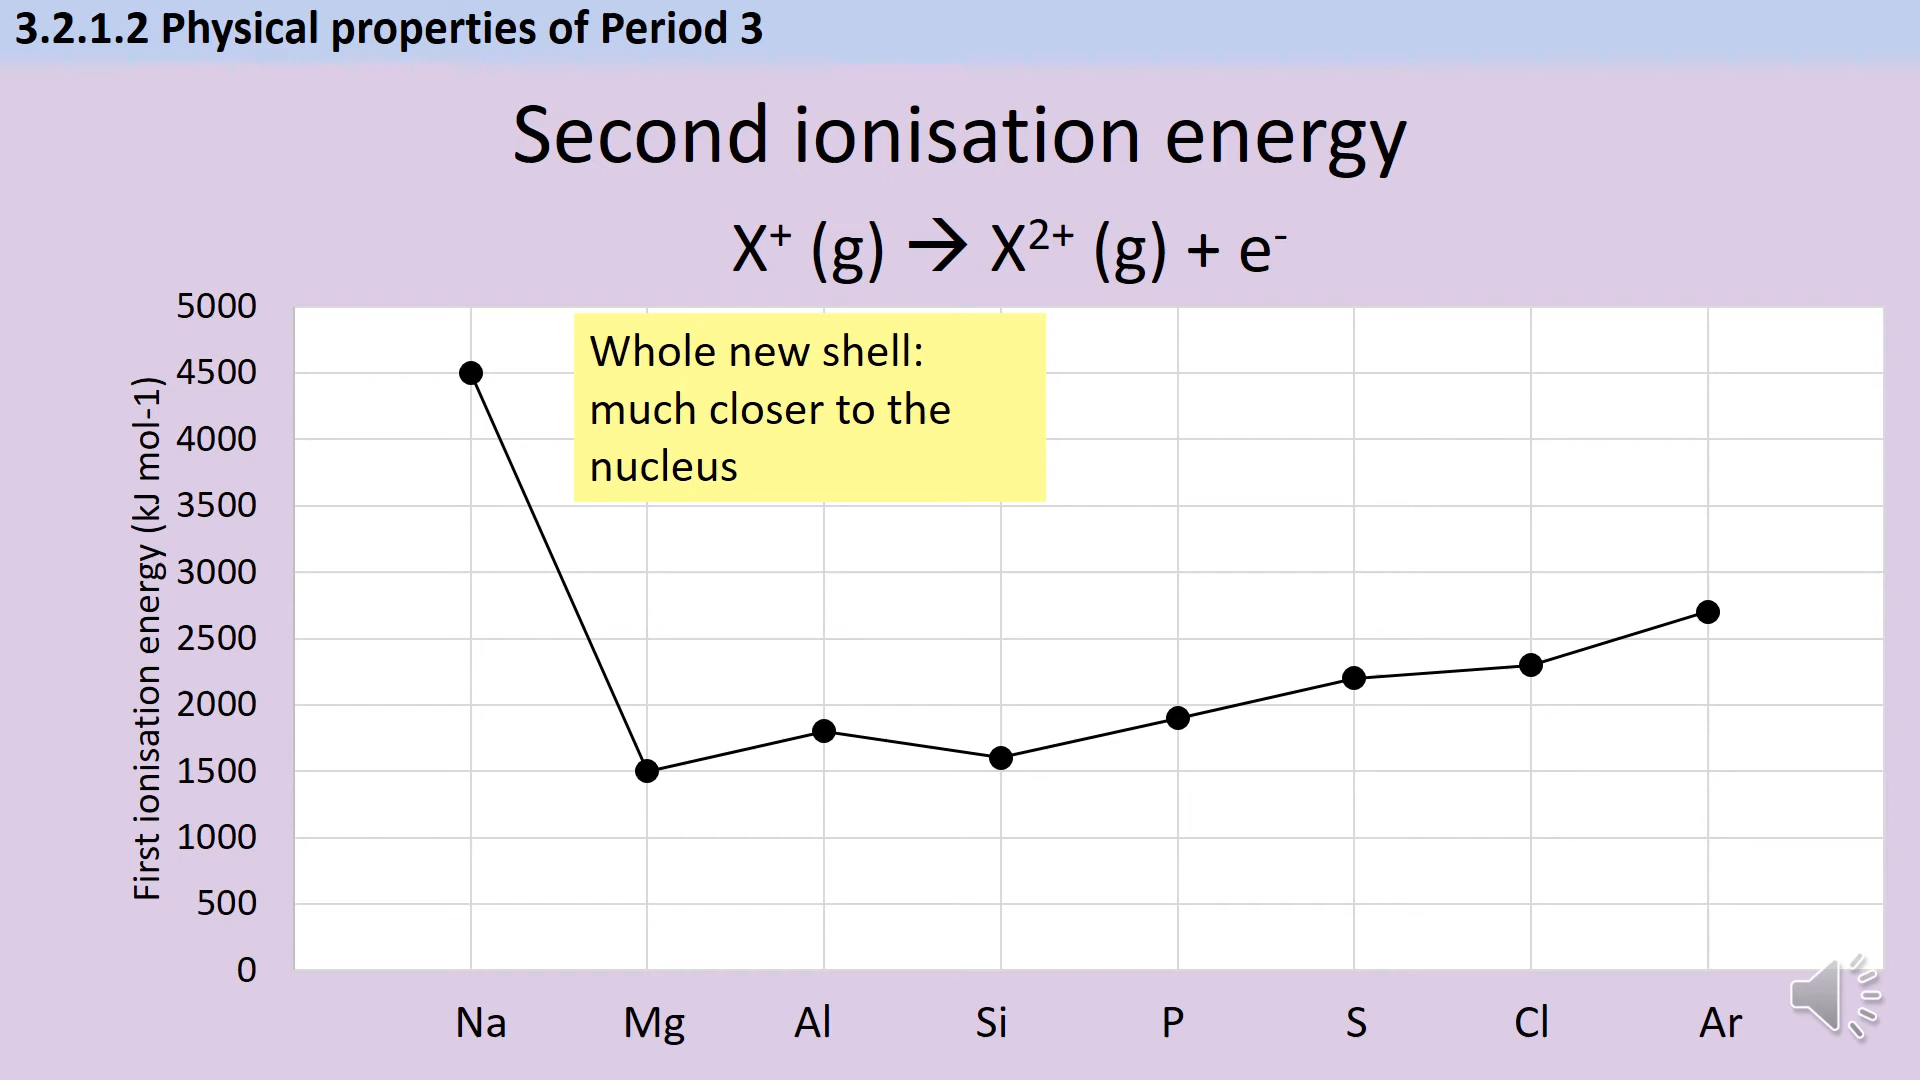 3.2.1.2 Physical properties of Period 3
Second ionisation energy
X⁺ (g) → X²⁺ (g) + e⁻
First ionisation energy (kJ mol-1)
5000
4500
4000
3500
3000
2500
2000
1500
1000
500
0
Whole new shell:
much closer to the
nucleus
Na Mg Al Si P S Cl Ar